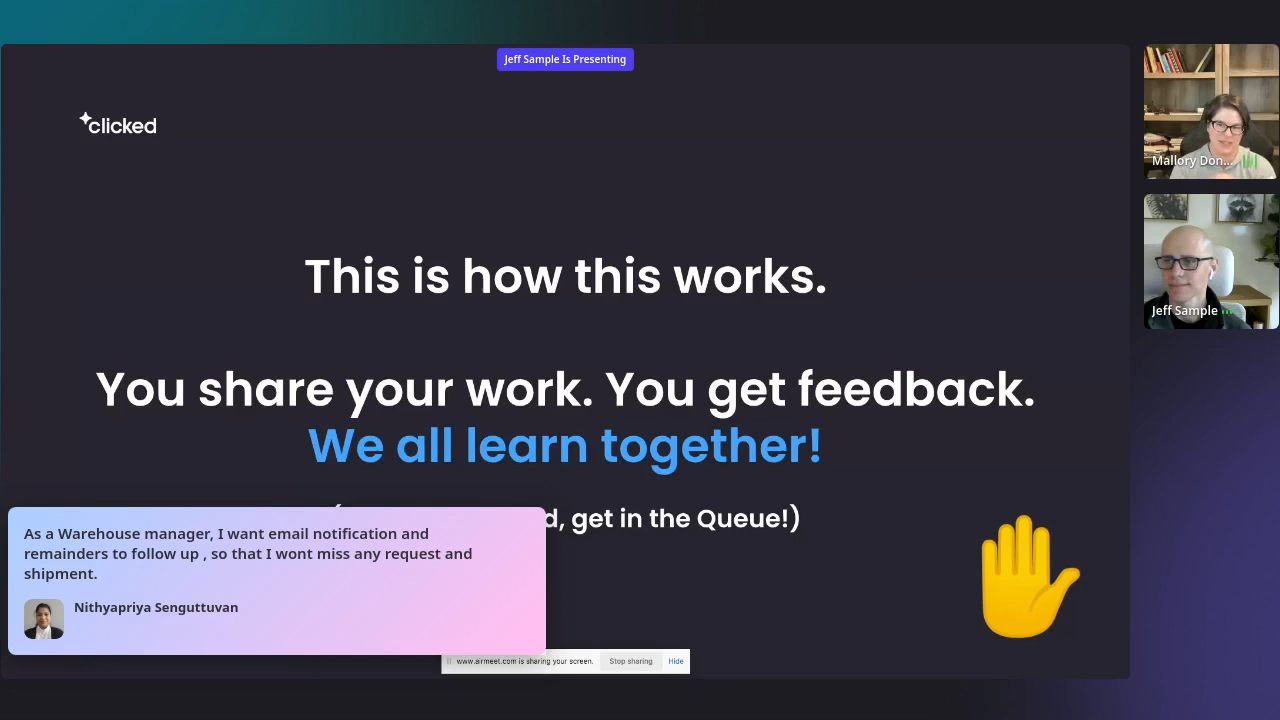 Jeff Sample Is Presenting
clicked
This is how this works.
You share your work. You get feedback.
We all learn together!
get in the Queue!)
As a Warehouse manager, I want email notification and
remainders to follow up , so that I wont miss any request and
shipment.
Nithyapriya Senguttuvan
www.airmeet.com is sharing your screen.
Stop sharing
Hide
Mallory Don...
Jeff Sample